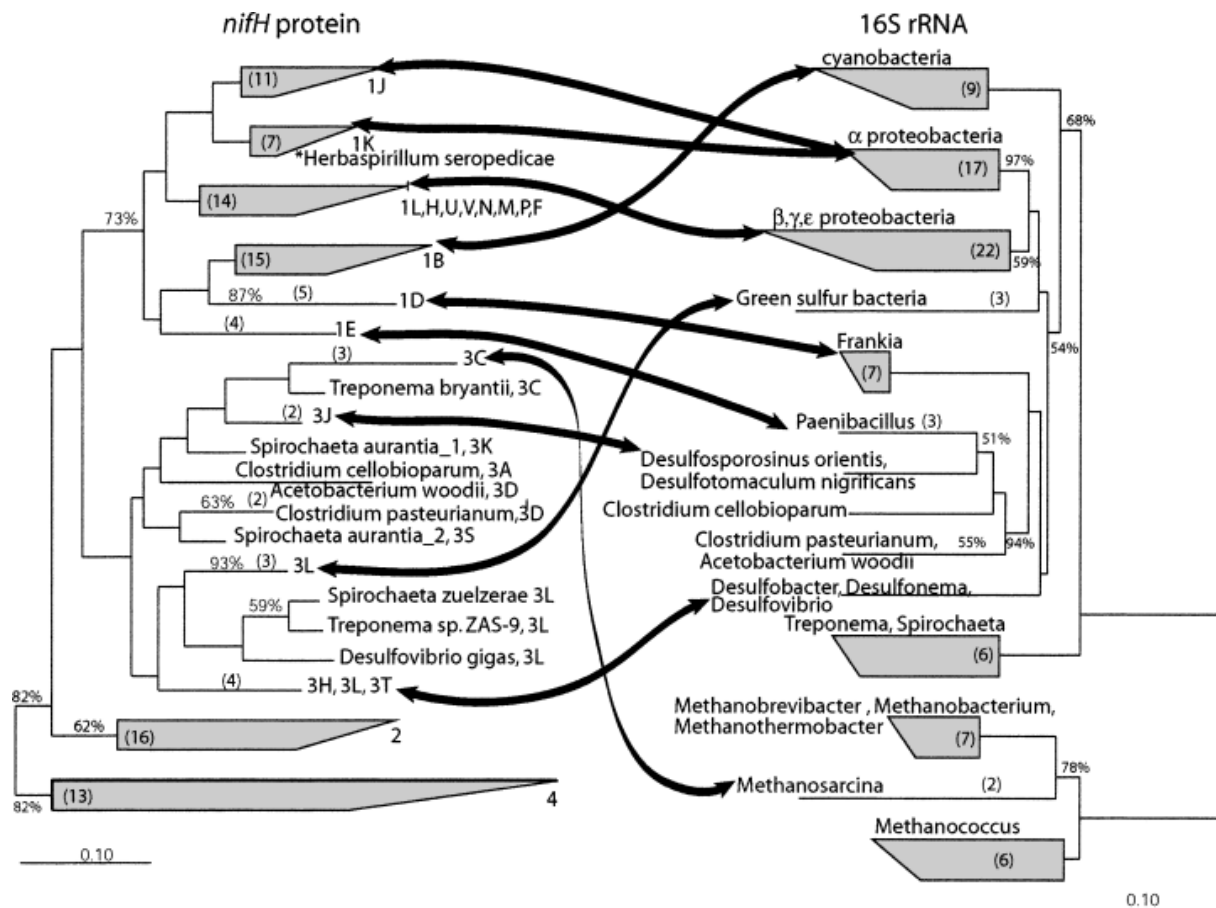 nifH protein
16S rRNA
(11)
1J
(7)
1K
*Herbaspirillum seropedicae
(14)
1L,H,U,V,N,M,P,F
73%
(15)
1B
87%
(5)
1D
(4)
1E
(3)
3C
Treponema bryantii, 3C
(2)
3J
Spirochaeta aurantia_1, 3K
Clostridium cellobioparum, 3A
Acetobacterium woodii, 3D
63%
(2)
Clostridium pasteurianum,3D
Spirochaeta aurantia_2, 3S
93%
(3)
3L
Spirochaeta zuelzerae 3L
59%
Treponema sp. ZAS-9, 3L
Desulfovibrio gigas, 3L
(4)
3H, 3L, 3T
82%
62%
(16)
2
(13)
4
82%
0.10
cyanobacteria
(9)
68%
α proteobacteria
97%
(17)
β,γ,ε proteobacteria
(22)
59%
Green sulfur bacteria
(3)
54%
Frankia
(7)
Paenibacillus
(3)
51%
Desulfosporosinus orientis,
Desulfotomaculum nigrificans
Clostridium cellobioparum
Clostridium pasteurianum,
55%
94%
Acetobacterium woodii
Desulfobacter, Desulfonema,
Desulfovibrio
Treponema, Spirochaeta
(6)
Methanobrevibacter , Methanobacterium,
Methanothermobacter
(7)
78%
Methanosarcina
(2)
Methanococcus
(6)
0.10